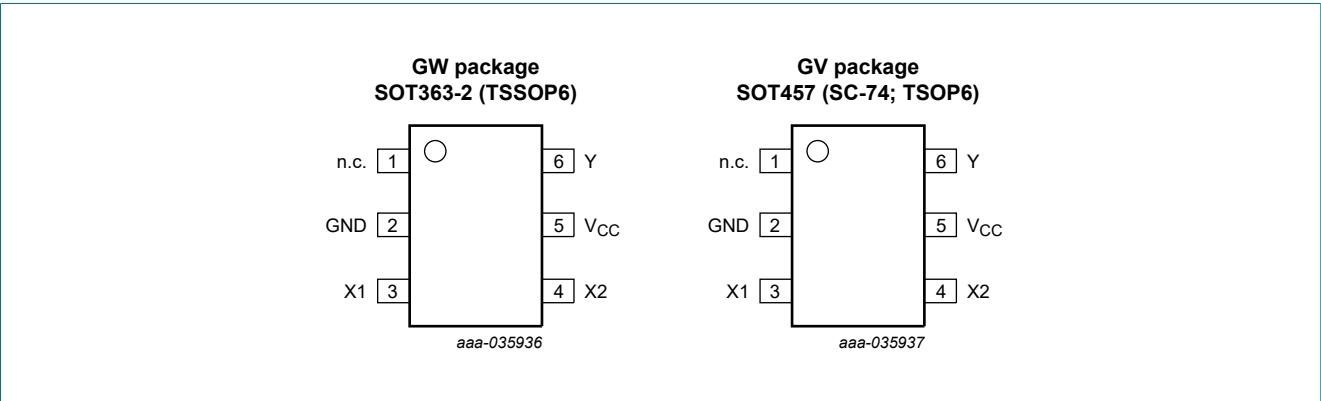 GW package
SOT363-2 (TSSOP6)
n.c. 1 6 Y
GND 2 5 VCC
X1 3 4 X2
aaa-035936
GV package
SOT457 (SC-74; TSOP6)
n.c. 1 6 Y
GND 2 5 VCC
X1 3 4 X2
aaa-035937